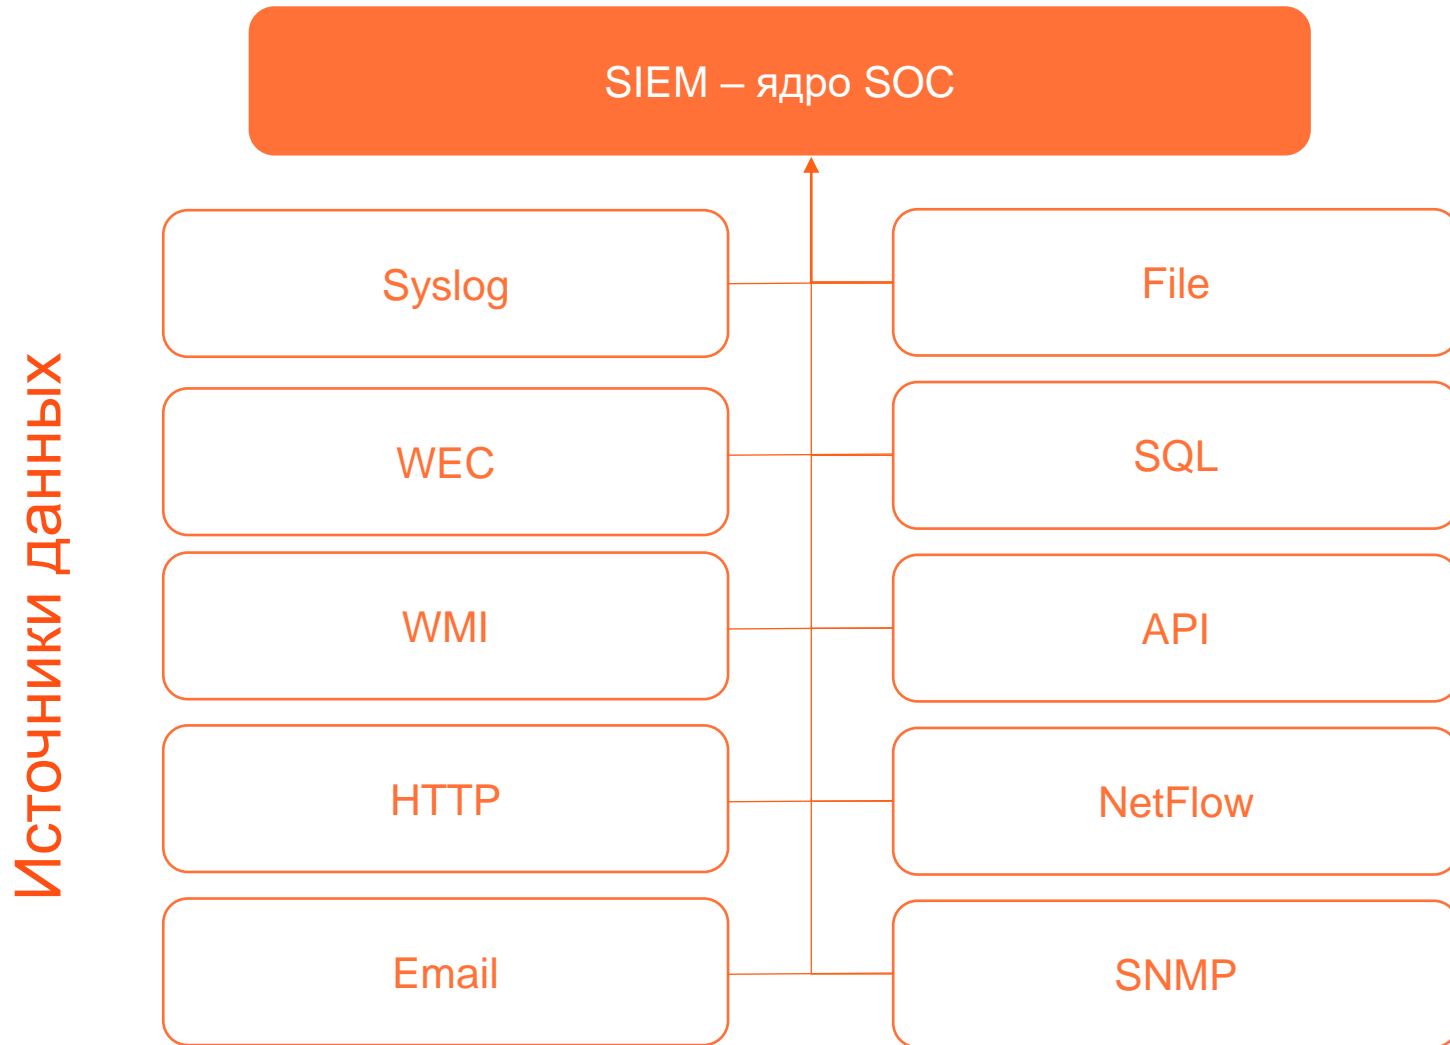 SIEM – ядро SOC
Источники данных
Syslog
File
WEC
SQL
WMI
API
HTTP
NetFlow
Email
SNMP